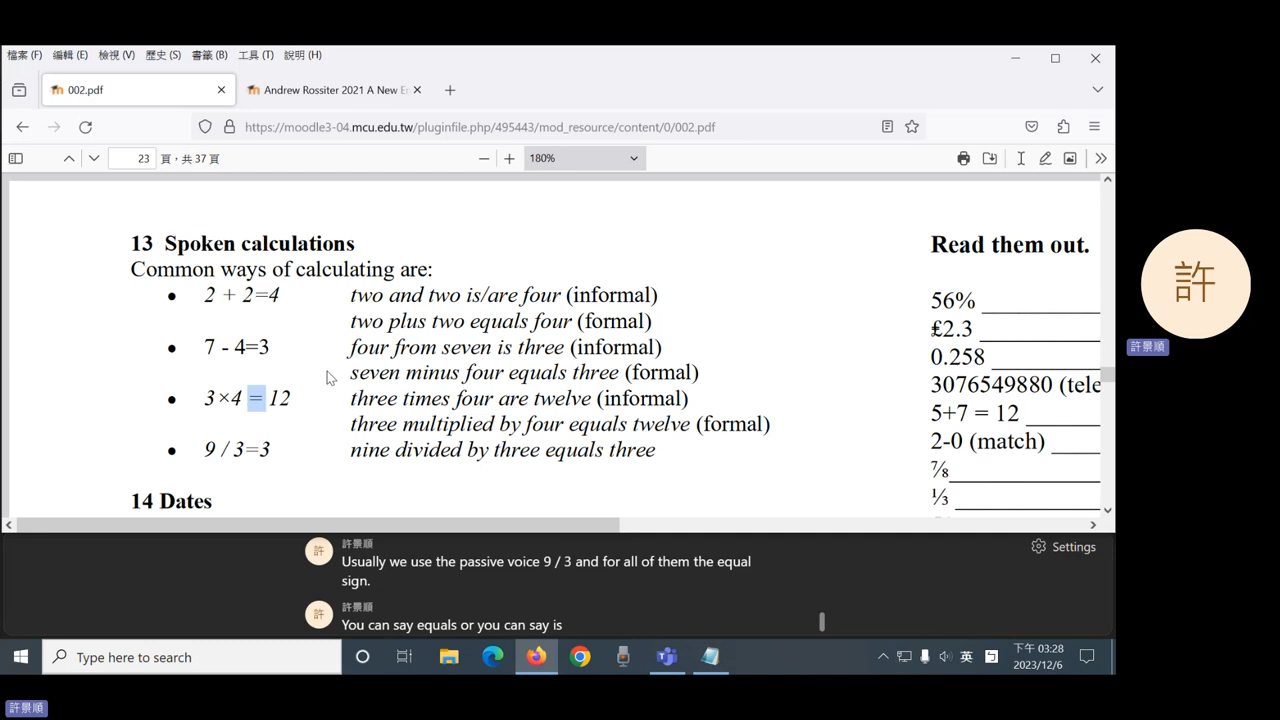 檔案 (F) 編輯 (E) 檢視 (V) 歷史 (S) 書籤 (B) 工具 (T) 說明 (H)
002.pdf
Andrew Rossiter 2021 A New E
https://moodle3-04.mcu.edu.tw/pluginfile.php/495443/mod_resource/content/0/002.pdf
23 頁，共 37 頁
180%
13 Spoken calculations
Common ways of calculating are:
• 2 + 2=4 two and two is/are four (informal)
two plus two equals four (formal)
• 7 - 4=3 four from seven is three (informal)
seven minus four equals three (formal)
• 3×4 = 12 three times four are twelve (informal)
three multiplied by four equals twelve (formal)
• 9 / 3=3 nine divided by three equals three
14 Dates
Read them out.
56% ____________
£2.3 ____________
0.258 ____________
3076549880 (tele
5+7 = 12 ________
2-0 (match) _____
⅞_______________
⅓ ______________
許
許景順
許 許景順
Usually we use the passive voice 9 / 3 and for all of them the equal
sign.
許 許景順
You can say equals or you can say is
Settings
Type here to search
英
下午 03:28
2023/12/6
許景順